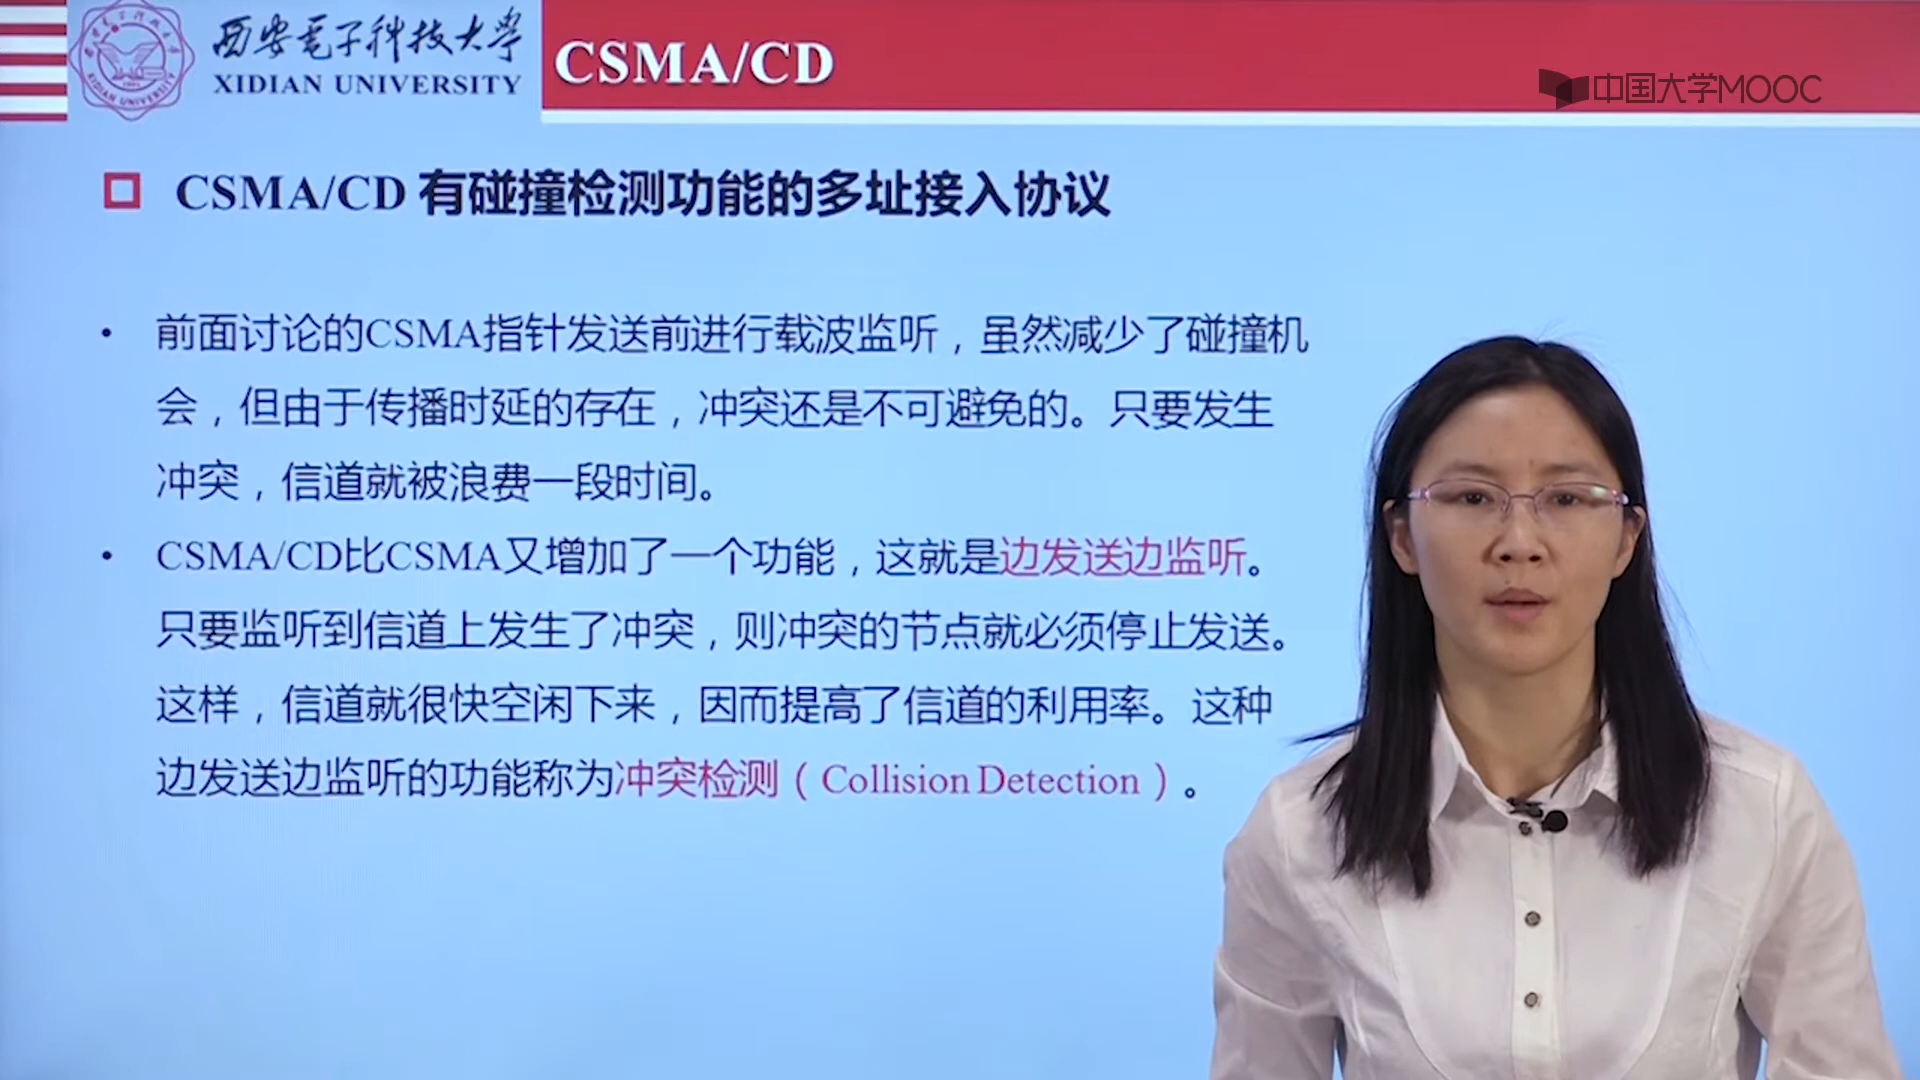 西安電子科技大学
XIDIAN UNIVERSITY
CSMA/CD
中国大学MOOC
CSMA/CD 有碰撞检测功能的多址接入协议
• 前面讨论的CSMA指针发送前进行载波监听，虽然减少了碰撞机
会，但由于传播时延的存在，冲突还是不可避免的。只要发生
冲突，信道就被浪费一段时间。
• CSMA/CD比CSMA又增加了一个功能，这就是边发送边监听。
只要监听到信道上发生了冲突，则冲突的节点就必须停止发送。
这样，信道就很快空闲下来，因而提高了信道的利用率。这种
边发送边监听的功能称为冲突检测（Collision Detection）。